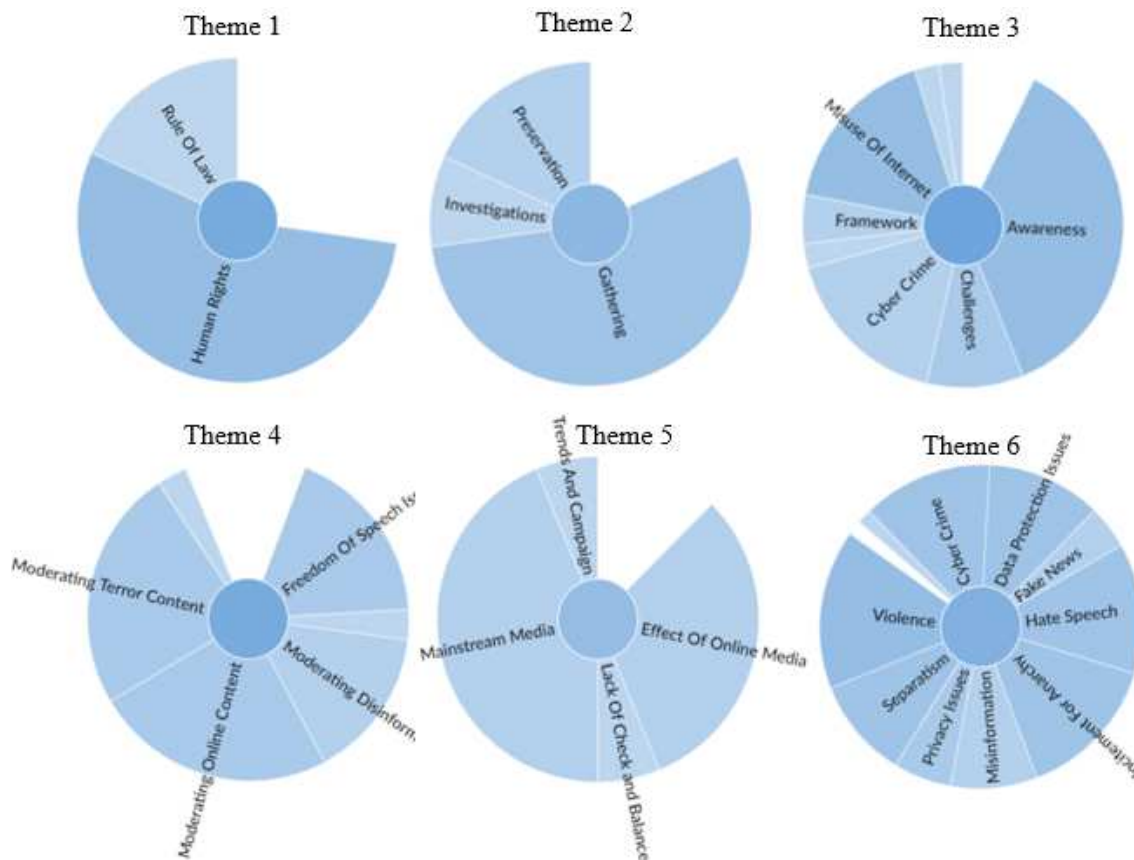 Theme 1
Rule Of Law
Human Rights
Theme 2
Preservation
Investigations
Gathering
Theme 3
Misuse Of Internet
Framework
Cyber Crime
Challenges
Awareness
Theme 4
Freedom Of Speech Iss
Moderating Terror Content
Moderating Disinform
Moderating Online Content
Theme 5
Trends And Campaign
Mainstream Media
Effect Of Online Media
Lack Of Check and Balance
Theme 6
Cyber Crime
Data Protection Issues
Fake News
Violence
Hate Speech
Separatism
Privacy Issues
Misinformation
ncitement For Anarchy